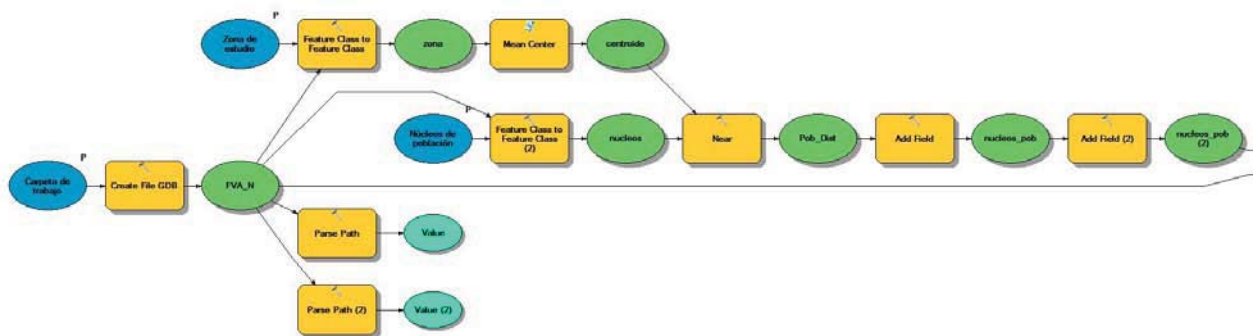 P
Zona de
estudio
Feature Class to
Feature Class
zona
Mean Center
centroide
P
Núcleos de
población
Feature Class to
Feature Class
(2)
nucleos
Near
Pob_Dist
Add Field
nucleos_pob
Add Field (2)
nucleos_pob
(2)
P
Carpeta de
trabajo
Create File GDB
FVA_N
Parse Path
Value
Parse Path (2)
Value (2)